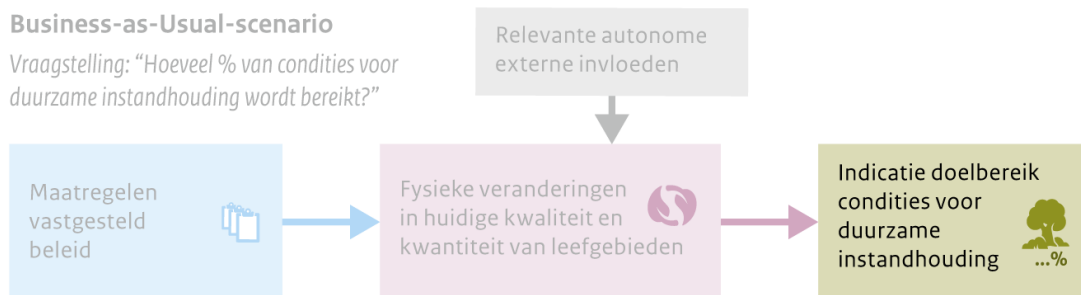 Business-as-Usual-scenario
Vraagstelling: “Hoeveel % van condities voor
duurzame instandhouding wordt bereikt?”
Relevante autonome
externe invloeden
Maatregelen
vastgesteld
beleid
Fysieke veranderingen
in huidige kwaliteit en
kwantiteit van leefgebieden
Indicatie doelbereik
condities voor
duurzame
instandhouding
...%